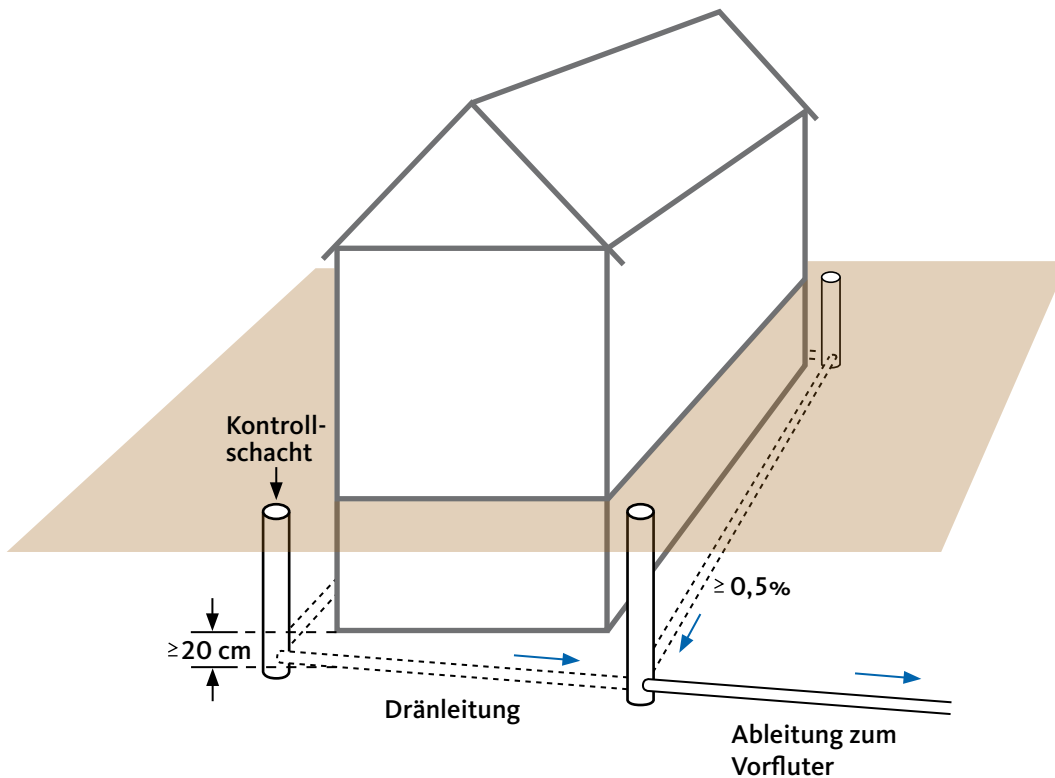 Kontroll-
schacht
≥ 0,5%
≥20 cm
Dränleitung
Ableitung zum
Vorfluter